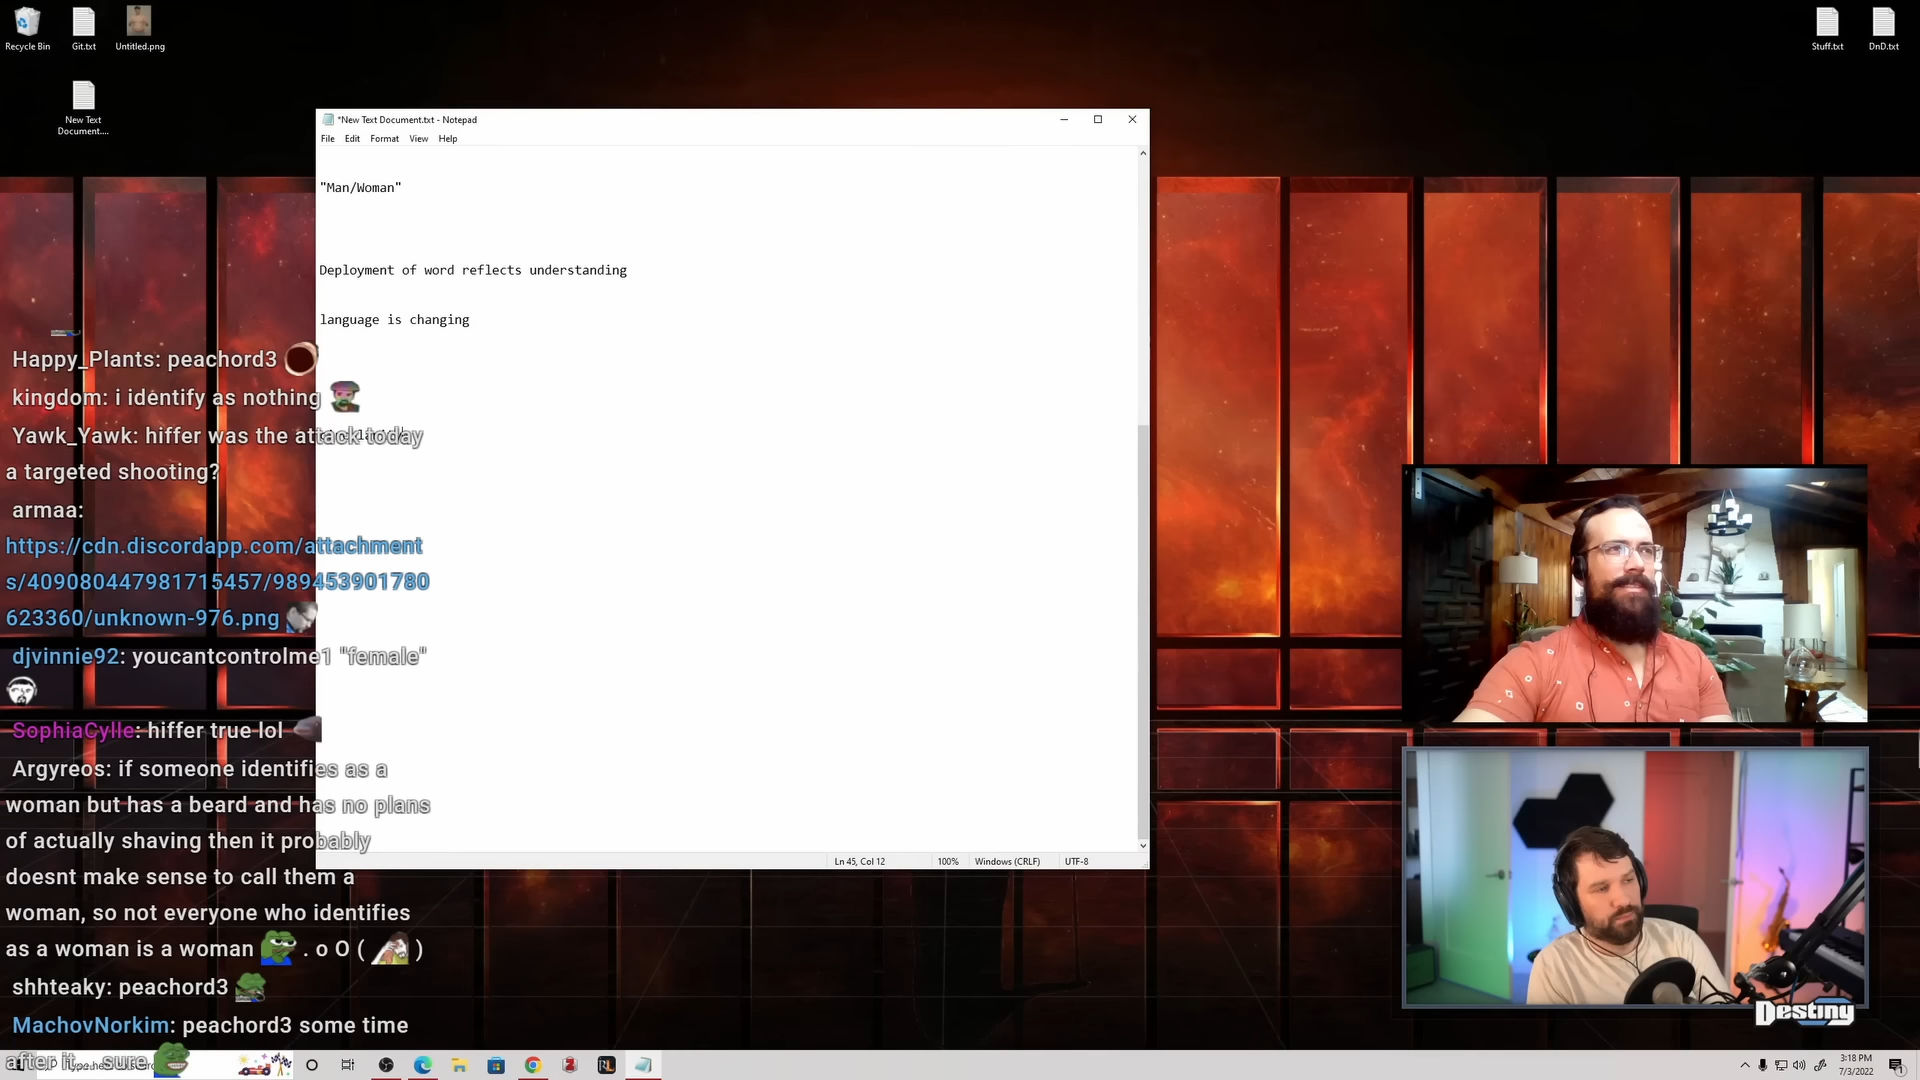 Recycle Bin
Git.txt
Untitled.png
Stuff.txt
DnD.txt
New Text
Document....
*New Text Document.txt - Notepad
File Edit Format View Help
"Man/Woman"
Deployment of word reflects understanding
language is changing
Happy_Plants: peachord3
kingdom: i identify as nothing
Yawk_Yawk: hiffer was the attack today
a targeted shooting?
armaa:
https://cdn.discordapp.com/attachment
s/409080447981715457/989453901780
623360/unknown-976.png
djvinnie92: youcantcontrolme1 "female"
SophiaCylle: hiffer true lol
Argyreos: if someone identifies as a
woman but has a beard and has no plans
of actually shaving then it probably
doesnt make sense to call them a
woman, so not everyone who identifies
as a woman is a woman . o O ( )
shhteaky: peachord3
MachovNorkim: peachord3 some time
after it... sure
Ln 45, Col 12
100%
Windows (CRLF)
UTF-8
Destiny
3:18 PM
7/3/2022